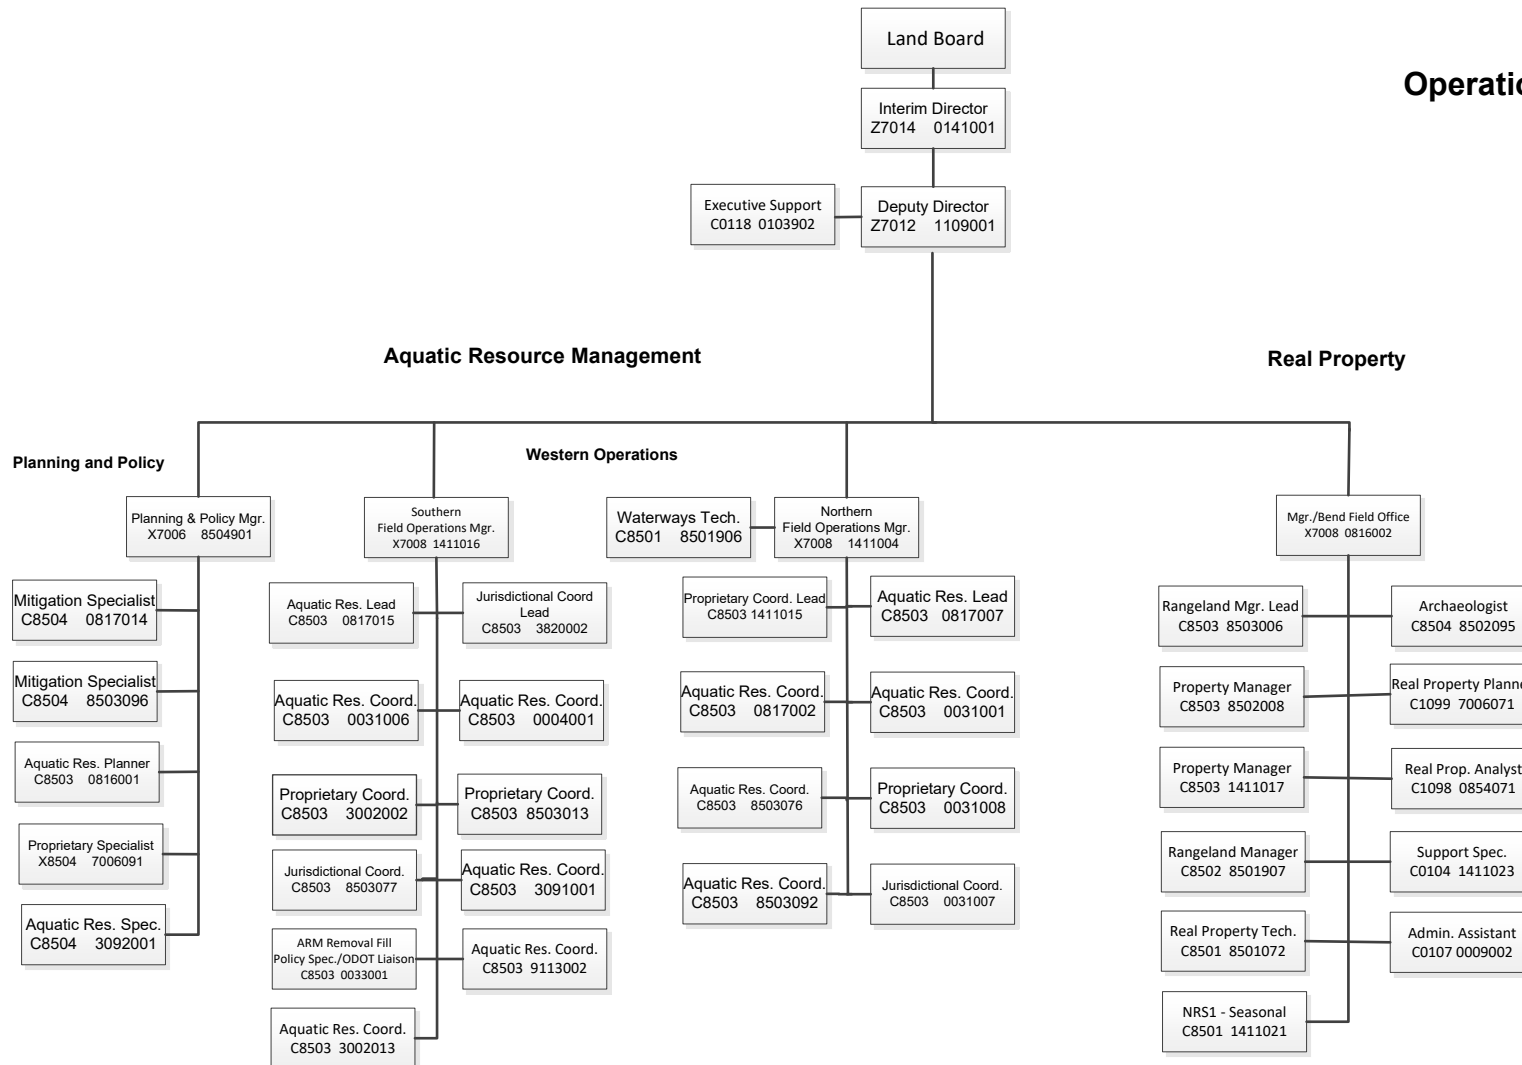 Land Board
Operatio
Interim Director
Z7014 0141001
Executive Support
C0118 0103902
Deputy Director
Z7012 1109001
Aquatic Resource Management
Real Property
Planning and Policy
Western Operations
Planning & Policy Mgr.
X7006 8504901
Southern
Field Operations Mgr.
X7008 1411016
Waterways Tech.
C8501 8501906
Northern
Field Operations Mgr.
X7008 1411004
Mgr./Bend Field Office
X7008 0816002
Mitigation Specialist
C8504 0817014
Mitigation Specialist
C8504 8503096
Aquatic Res. Planner
C8503 0816001
Proprietary Specialist
X8504 7006091
Aquatic Res. Spec.
C8504 3092001
Aquatic Res. Lead
C8503 0817015
Jurisdictional Coord
Lead
C8503 3820002
Aquatic Res. Coord.
C8503 0031006
Aquatic Res. Coord.
C8503 0004001
Proprietary Coord.
C8503 3002002
Proprietary Coord.
C8503 8503013
Jurisdictional Coord.
C8503 8503077
Aquatic Res. Coord.
C8503 3091001
ARM Removal Fill
Policy Spec./ODOT Liaison
C8503 0033001
Aquatic Res. Coord.
C8503 9113002
Aquatic Res. Coord.
C8503 3002013
Proprietary Coord. Lead
C8503 1411015
Aquatic Res. Lead
C8503 0817007
Aquatic Res. Coord.
C8503 0817002
Aquatic Res. Coord.
C8503 0031001
Aquatic Res. Coord.
C8503 8503076
Proprietary Coord.
C8503 0031008
Aquatic Res. Coord.
C8503 8503092
Jurisdictional Coord.
C8503 0031007
Rangeland Mgr. Lead
C8503 8503006
Archaeologist
C8504 8502095
Property Manager
C8503 8502008
Real Property Planne
C1099 7006071
Property Manager
C8503 1411017
Real Prop. Analyst
C1098 0854071
Rangeland Manager
C8502 8501907
Support Spec.
C0104 1411023
Real Property Tech.
C8501 8501072
Admin. Assistant
C0107 0009002
NRS1 - Seasonal
C8501 1411021